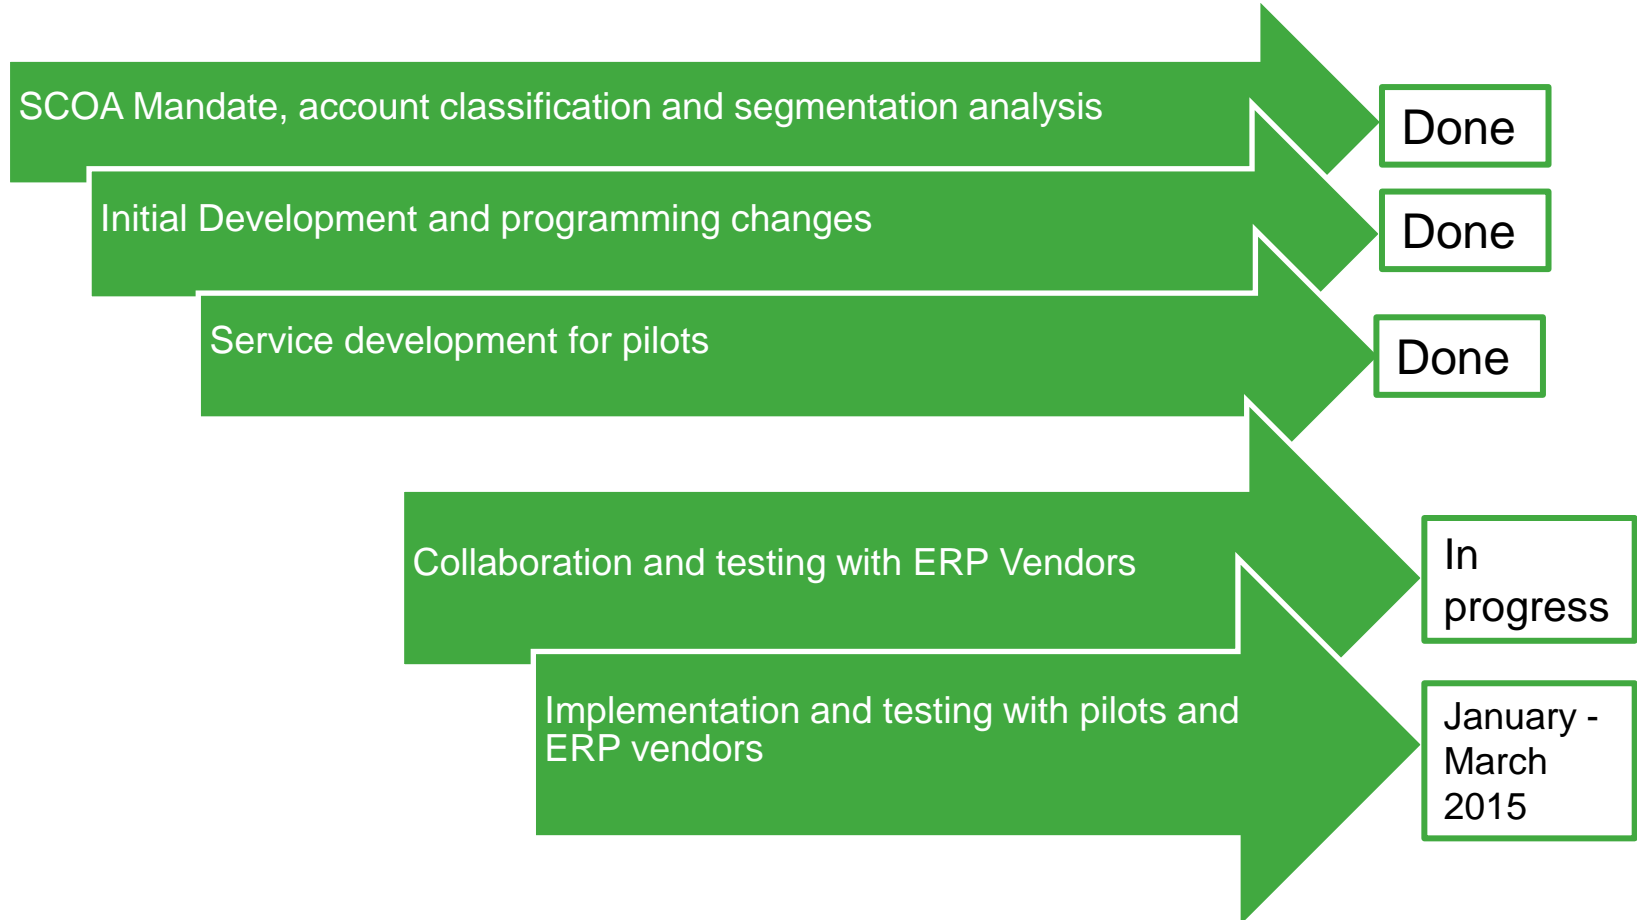 SCOA Mandate, account classification and segmentation analysis
Done
Initial Development and programming changes
Done
Service development for pilots
Done
Collaboration and testing with ERP Vendors
In
progress
Implementation and testing with pilots and
ERP vendors
January -
March
2015